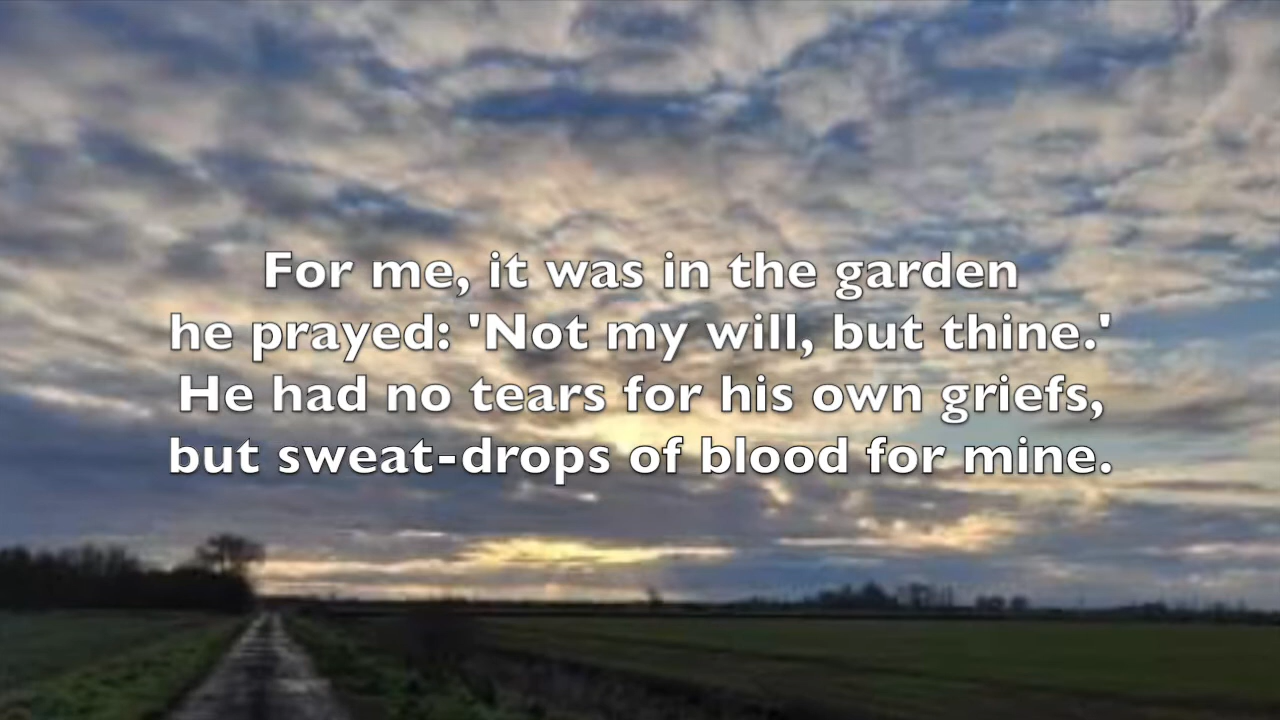 For me, it was in the garden
he prayed: 'Not my will, but thine.'
He had no tears for his own griefs,
but sweat-drops of blood for mine.